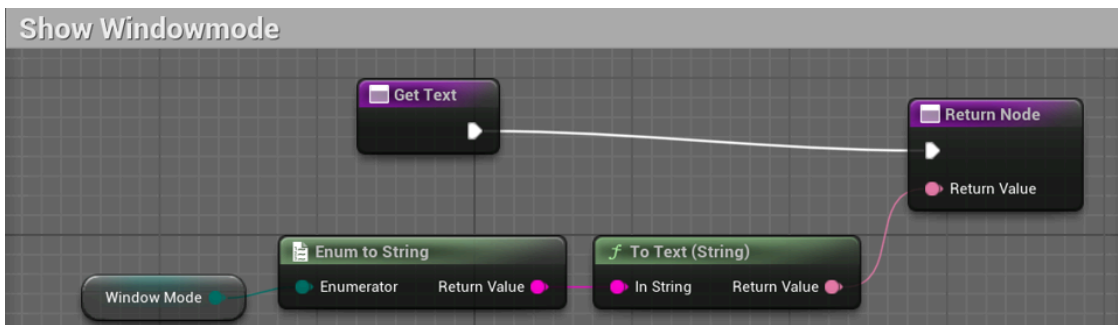 Show Windowmode
Get Text
Return Node
Return Value
Enum to String
To Text (String)
Window Mode
Enumerator
Return Value
In String
Return Value